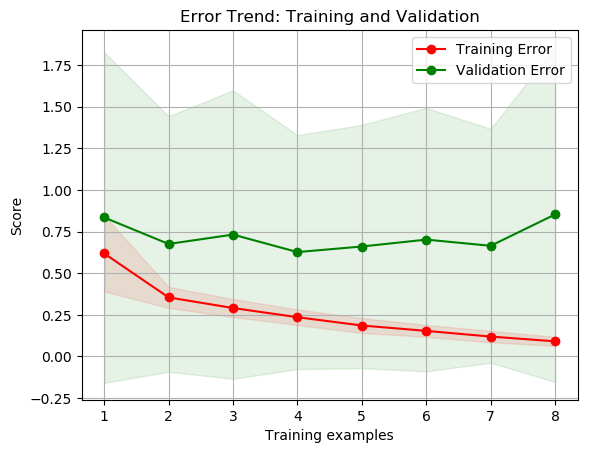 Error Trend: Training and Validation
Training Error
Validation Error
1.75
1.50
1.25
1.00
0.75
0.50
0.25
0.00
−0.25
Score
1 2 3 4 5 6 7 8
Training examples